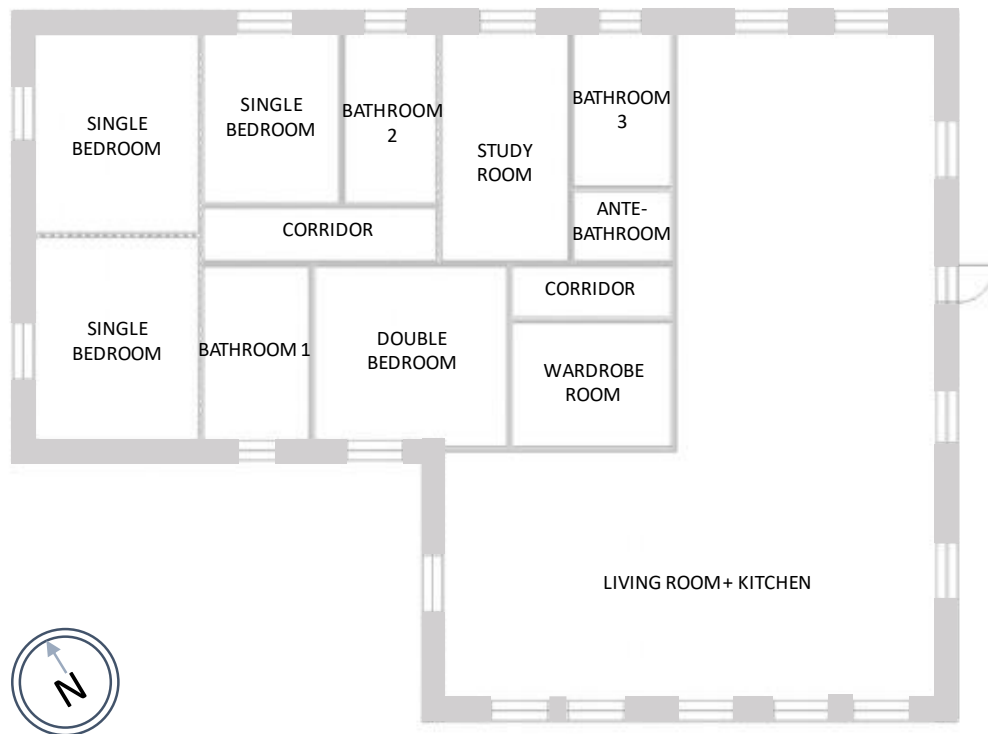 SINGLE
BEDROOM
SINGLE
BEDROOM
BATHROOM
2
STUDY
ROOM
BATHROOM
3
ANTE-
BATHROOM
CORRIDOR
CORRIDOR
SINGLE
BEDROOM
BATHROOM 1
DOUBLE
BEDROOM
WARDROBE
ROOM
LIVING ROOM + KITCHEN
N